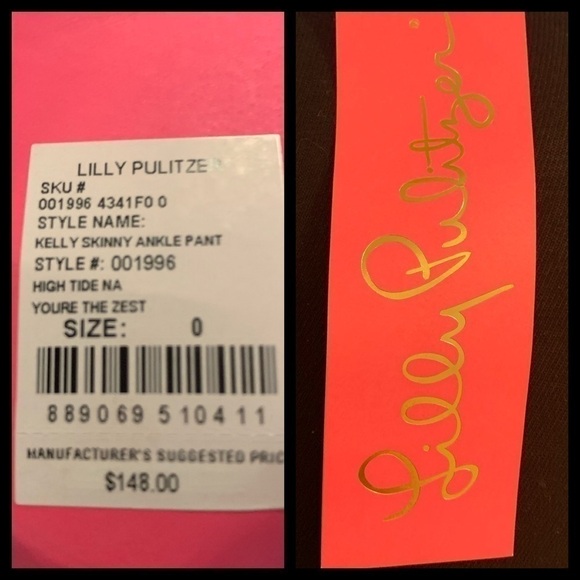 LILLY PULITZER
SKU #
001996 4341F0 0
STYLE NAME:
KELLY SKINNY ANKLE PANT
STYLE #: 001996
HIGH TIDE NA
YOURE THE ZEST
SIZE: 0
889069 510411
MANUFACTURER'S SUGGESTED PRIC
$148.00
Lilly Pulitzer